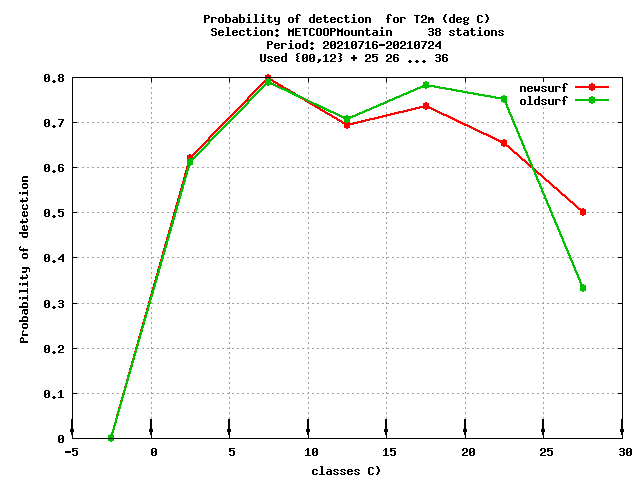 Probability of detection  for T2m (deg C)
Selection: METCOOPMountain     38 stations
Period: 20210716-20210724
Used {00,12} + 25 26 ... 36
newsurf
oldsurf
0.8
0.7
0.6
0.5
0.4
0.3
0.2
0.1
0
Probability of detection
-5 0 5 10 15 20 25 30
classes C)